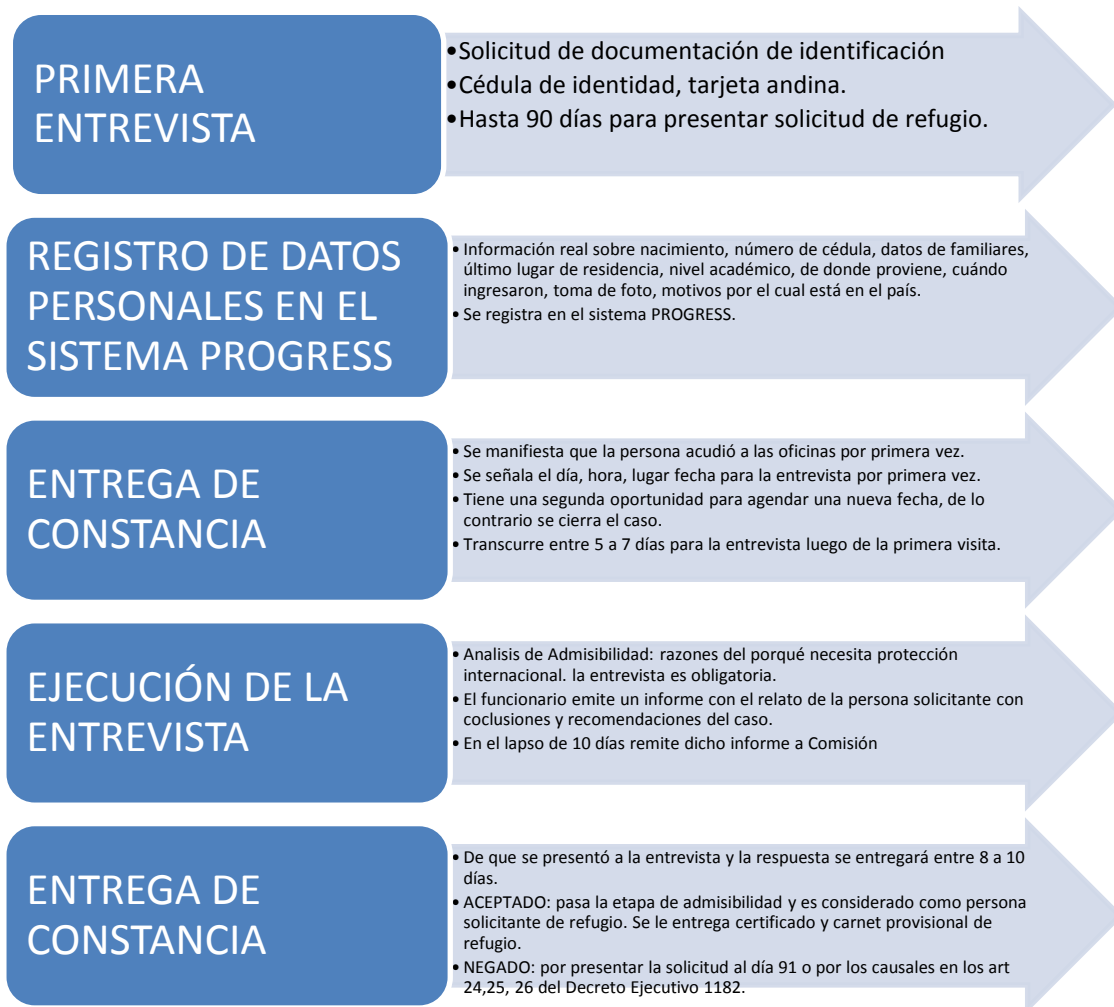 PRIMERA
ENTREVISTA
•Solicitud de documentación de identificación
•Cédula de identidad, tarjeta andina.
•Hasta 90 días para presentar solicitud de refugio.
REGISTRO DE DATOS
PERSONALES EN EL
SISTEMA PROGRESS
• Información real sobre nacimiento, número de cédula, datos de familiares,
último lugar de residencia, nivel académico, de donde proviene, cuándo
ingresaron, toma de foto, motivos por el cual está en el país.
• Se registra en el sistema PROGRESS.
ENTREGA DE
CONSTANCIA
• Se manifiesta que la persona acudió a las oficinas por primera vez.
• Se señala el día, hora, lugar fecha para la entrevista por primera vez.
• Tiene una segunda oportunidad para agendar una nueva fecha, de lo
contrario se cierra el caso.
• Transcurre entre 5 a 7 días para la entrevista luego de la primera visita.
EJECUCIÓN DE LA
ENTREVISTA
• Analisis de Admisibilidad: razones del porqué necesita protección
internacional. la entrevista es obligatoria.
• El funcionario emite un informe con el relato de la persona solicitante con
coclusiones y recomendaciones del caso.
• En el lapso de 10 días remite dicho informe a Comisión
ENTREGA DE
CONSTANCIA
• De que se presentó a la entrevista y la respuesta se entregará entre 8 a 10
días.
• ACEPTADO: pasa la etapa de admisibilidad y es considerado como persona
solicitante de refugio. Se le entrega certificado y carnet provisional de
refugio.
• NEGADO: por presentar la solicitud al día 91 o por los causales en los art
24,25, 26 del Decreto Ejecutivo 1182.